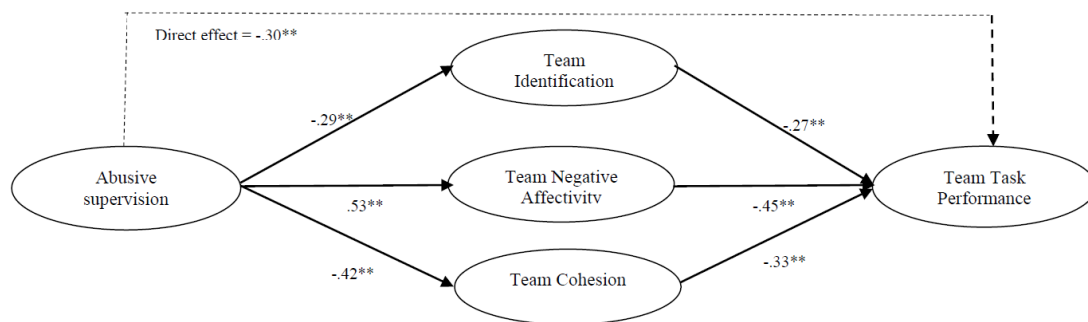 Direct effect = -.30**
Team
Identification
-.29**
-.27**
Abusive
supervision
Team Negative
Affectivity
Team Task
Performance
.53**
-.45**
-.42**
-.33**
Team Cohesion